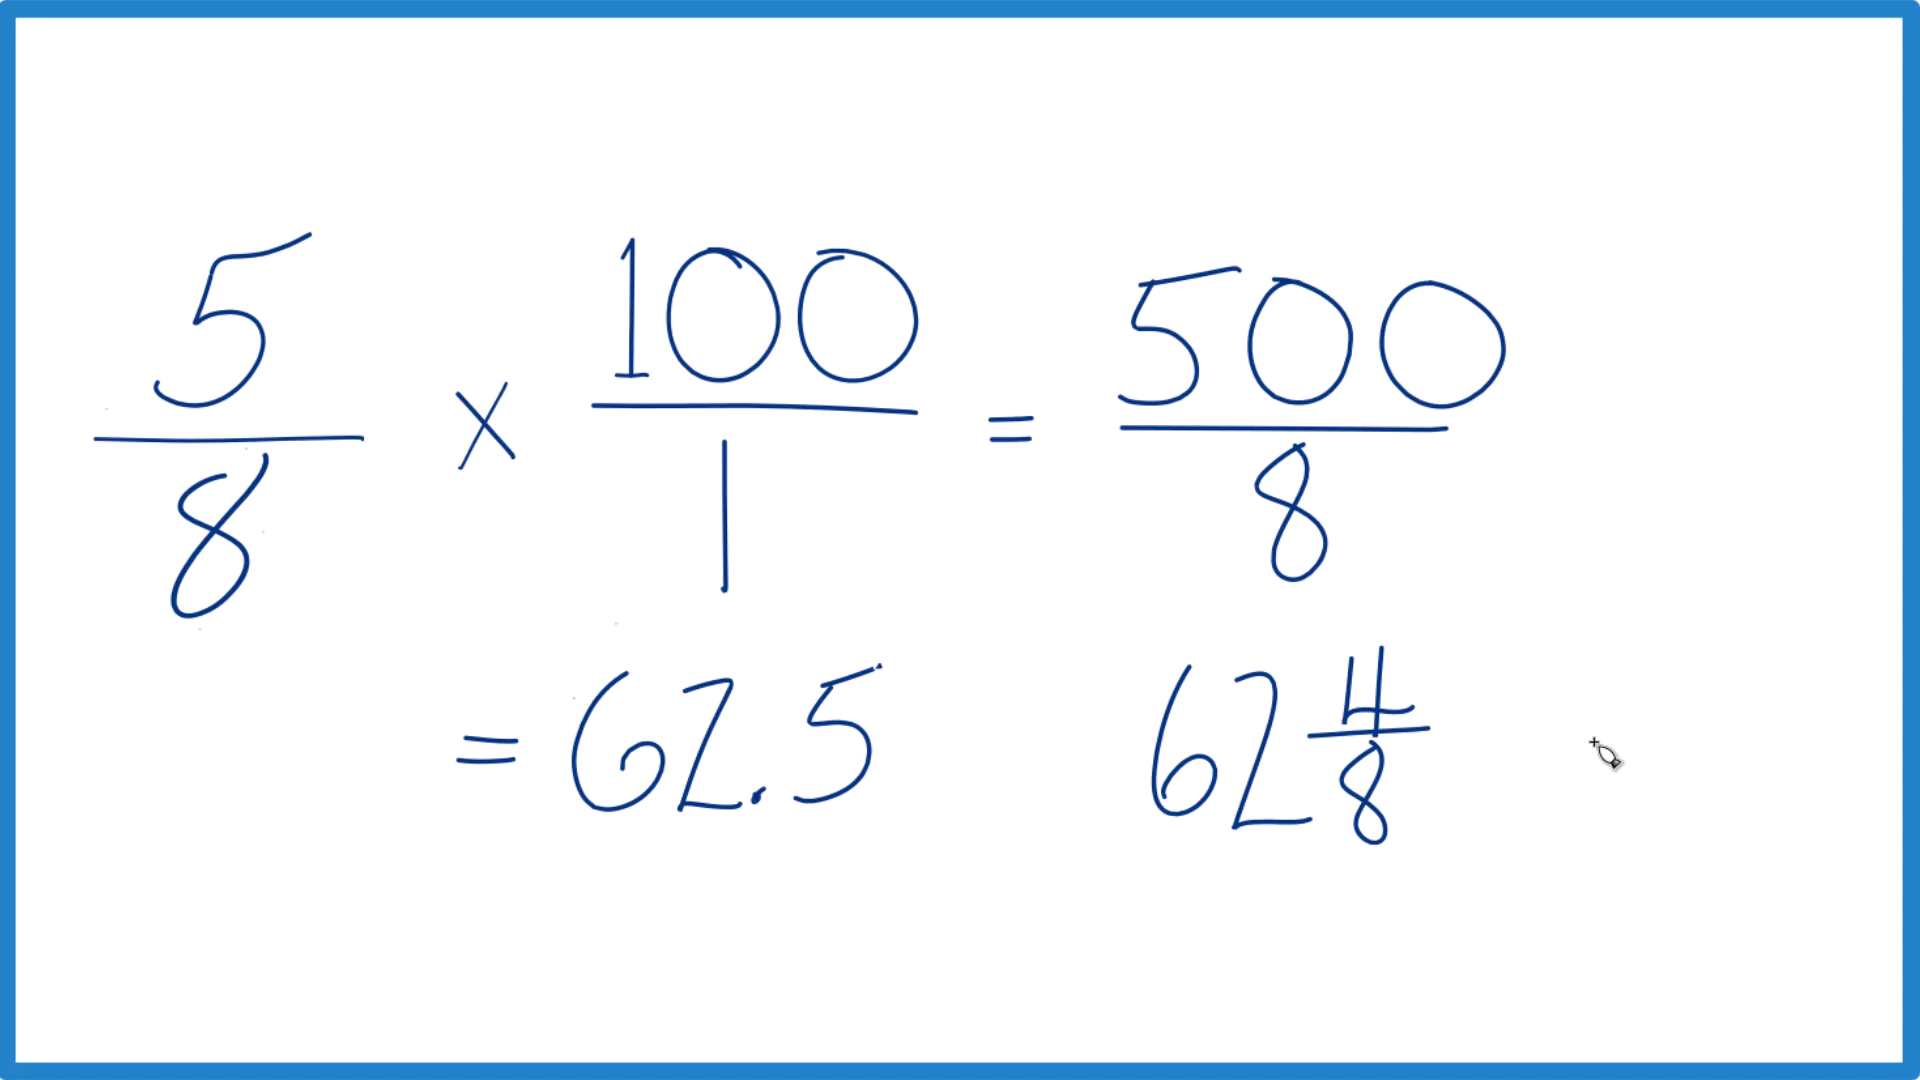 5/8 × 100/1 = 500/8
= 62.5 62 4/8